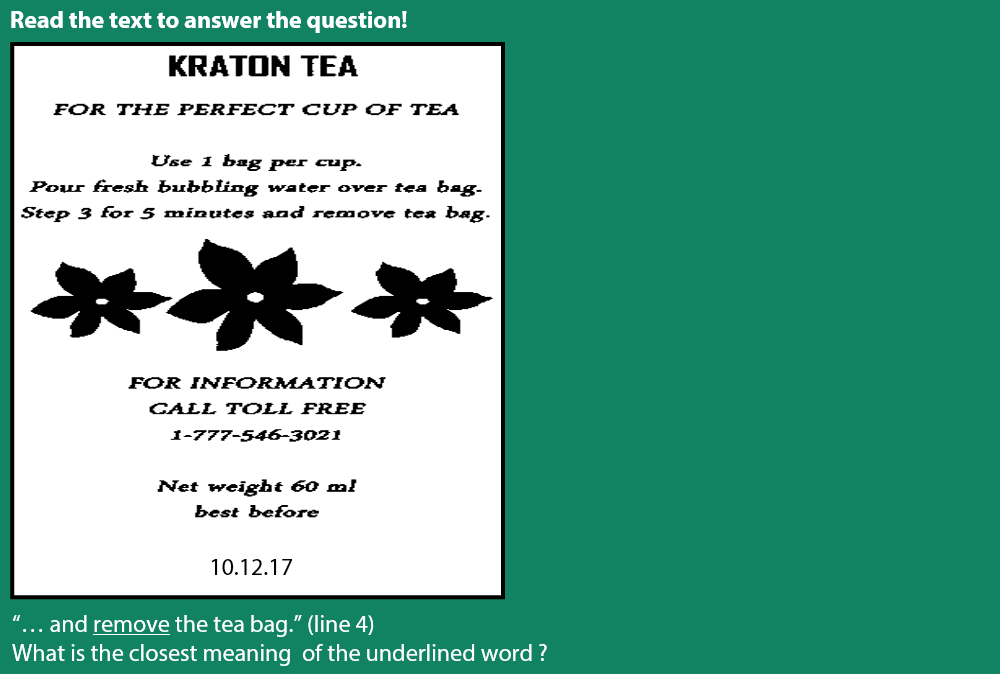 Read the text to answer the question!
KRATON TEA
FOR THE PERFECT CUP OF TEA
Use 1 bag per cup.
Pour fresh bubbling water over tea bag.
Step 3 for 5 minutes and remove tea bag.
FOR INFORMATION
CALL TOLL FREE
1-777-546-3021
Net weight 60 ml
best before
10.12.17
“… and remove the tea bag.” (line 4)
What is the closest meaning  of the underlined word ?